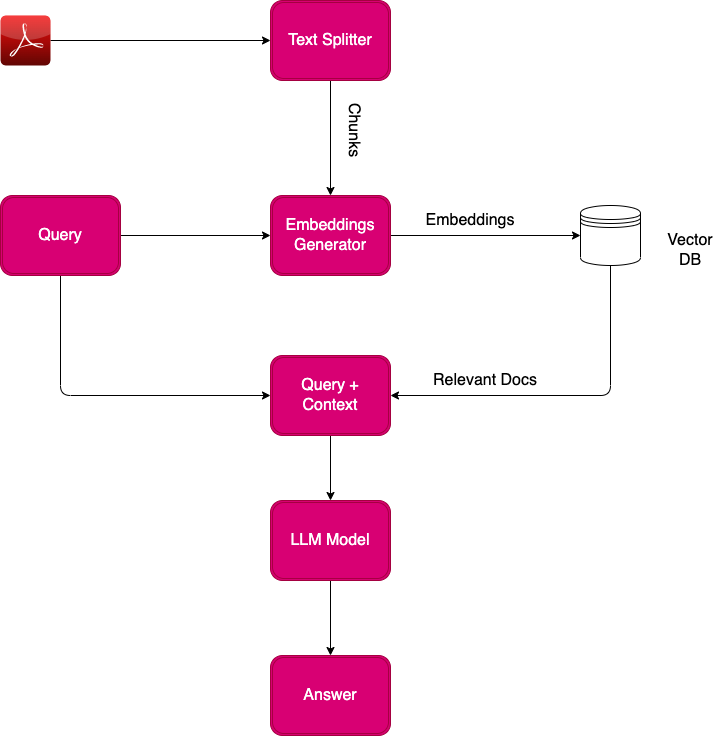 Text Splitter
Chunks
Query
Embeddings
Generator
Embeddings
Vector
DB
Query +
Context
Relevant Docs
LLM Model
Answer